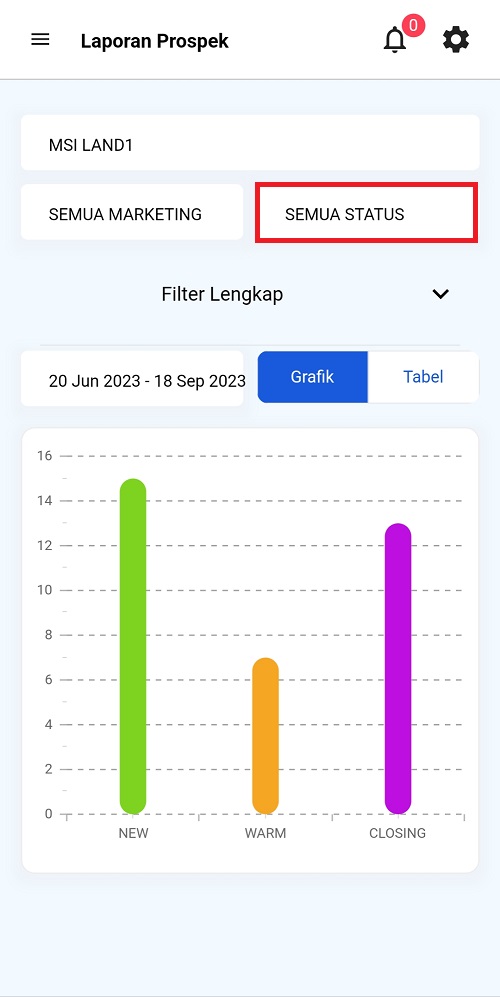 Laporan Prospek
0
MSI LAND1
SEMUA MARKETING
SEMUA STATUS
Filter Lengkap
20 Jun 2023 - 18 Sep 2023
Grafik
Tabel
16
14
12
10
8
6
4
2
0
NEW
WARM
CLOSING